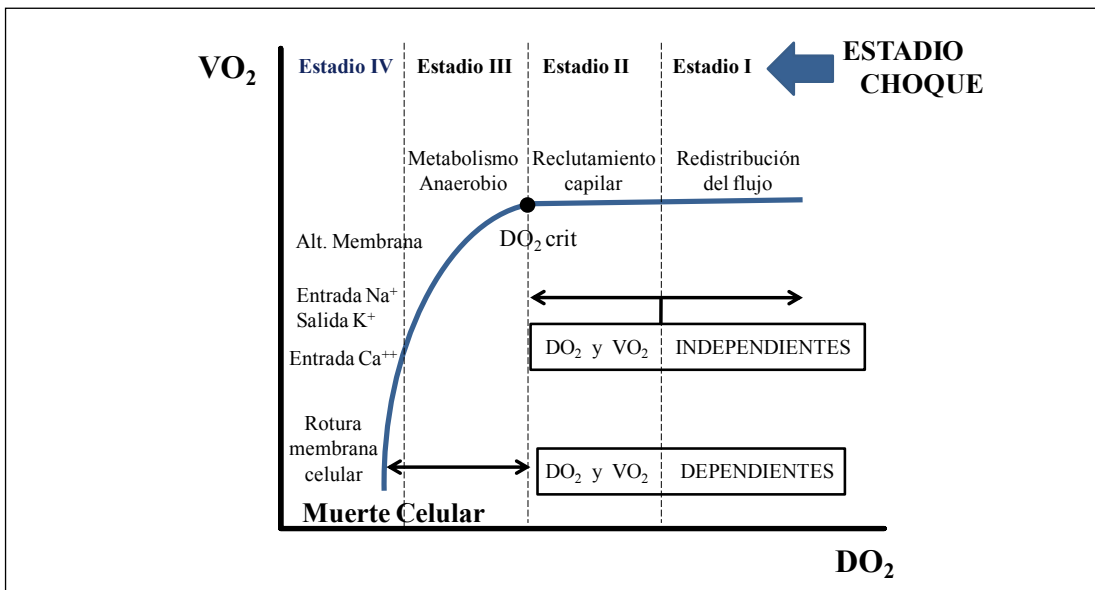 VO₂
Estadio IV
Estadio III
Estadio II
Estadio I
ESTADIO
CHOQUE
Metabolismo
Anaerobio
Reclutamiento
capilar
Redistribución
del flujo
Alt. Membrana
DO₂ crit
Entrada Na⁺
Salida K⁺
Entrada Ca⁺⁺
DO₂ y VO₂ INDEPENDIENTES
Rotura
membrana
celular
DO₂ y VO₂ DEPENDIENTES
Muerte Celular
DO₂